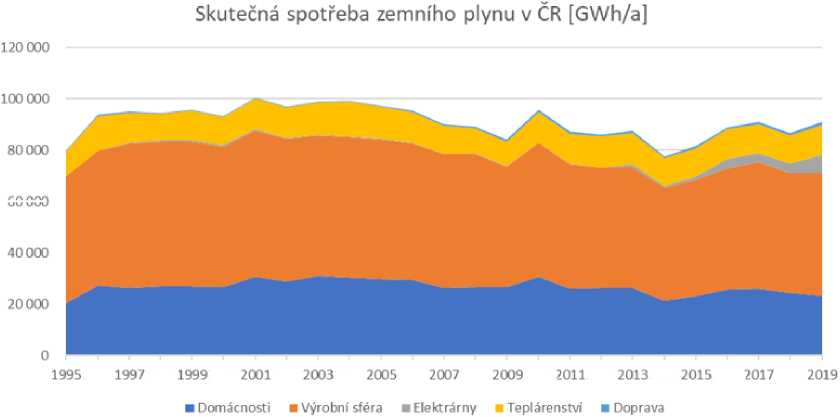 Skutečná spotřeba zemního plynu v ČR [GWh/a]
120 000
100 000
80 000
60 000
40 000
20 000
0
1995 1997 1999 2001 2003 2005 2007 2009 2011 2013 2015 2017 2019
Domácnosti Výrobní sféra Elektrárny Teplárenství Doprava